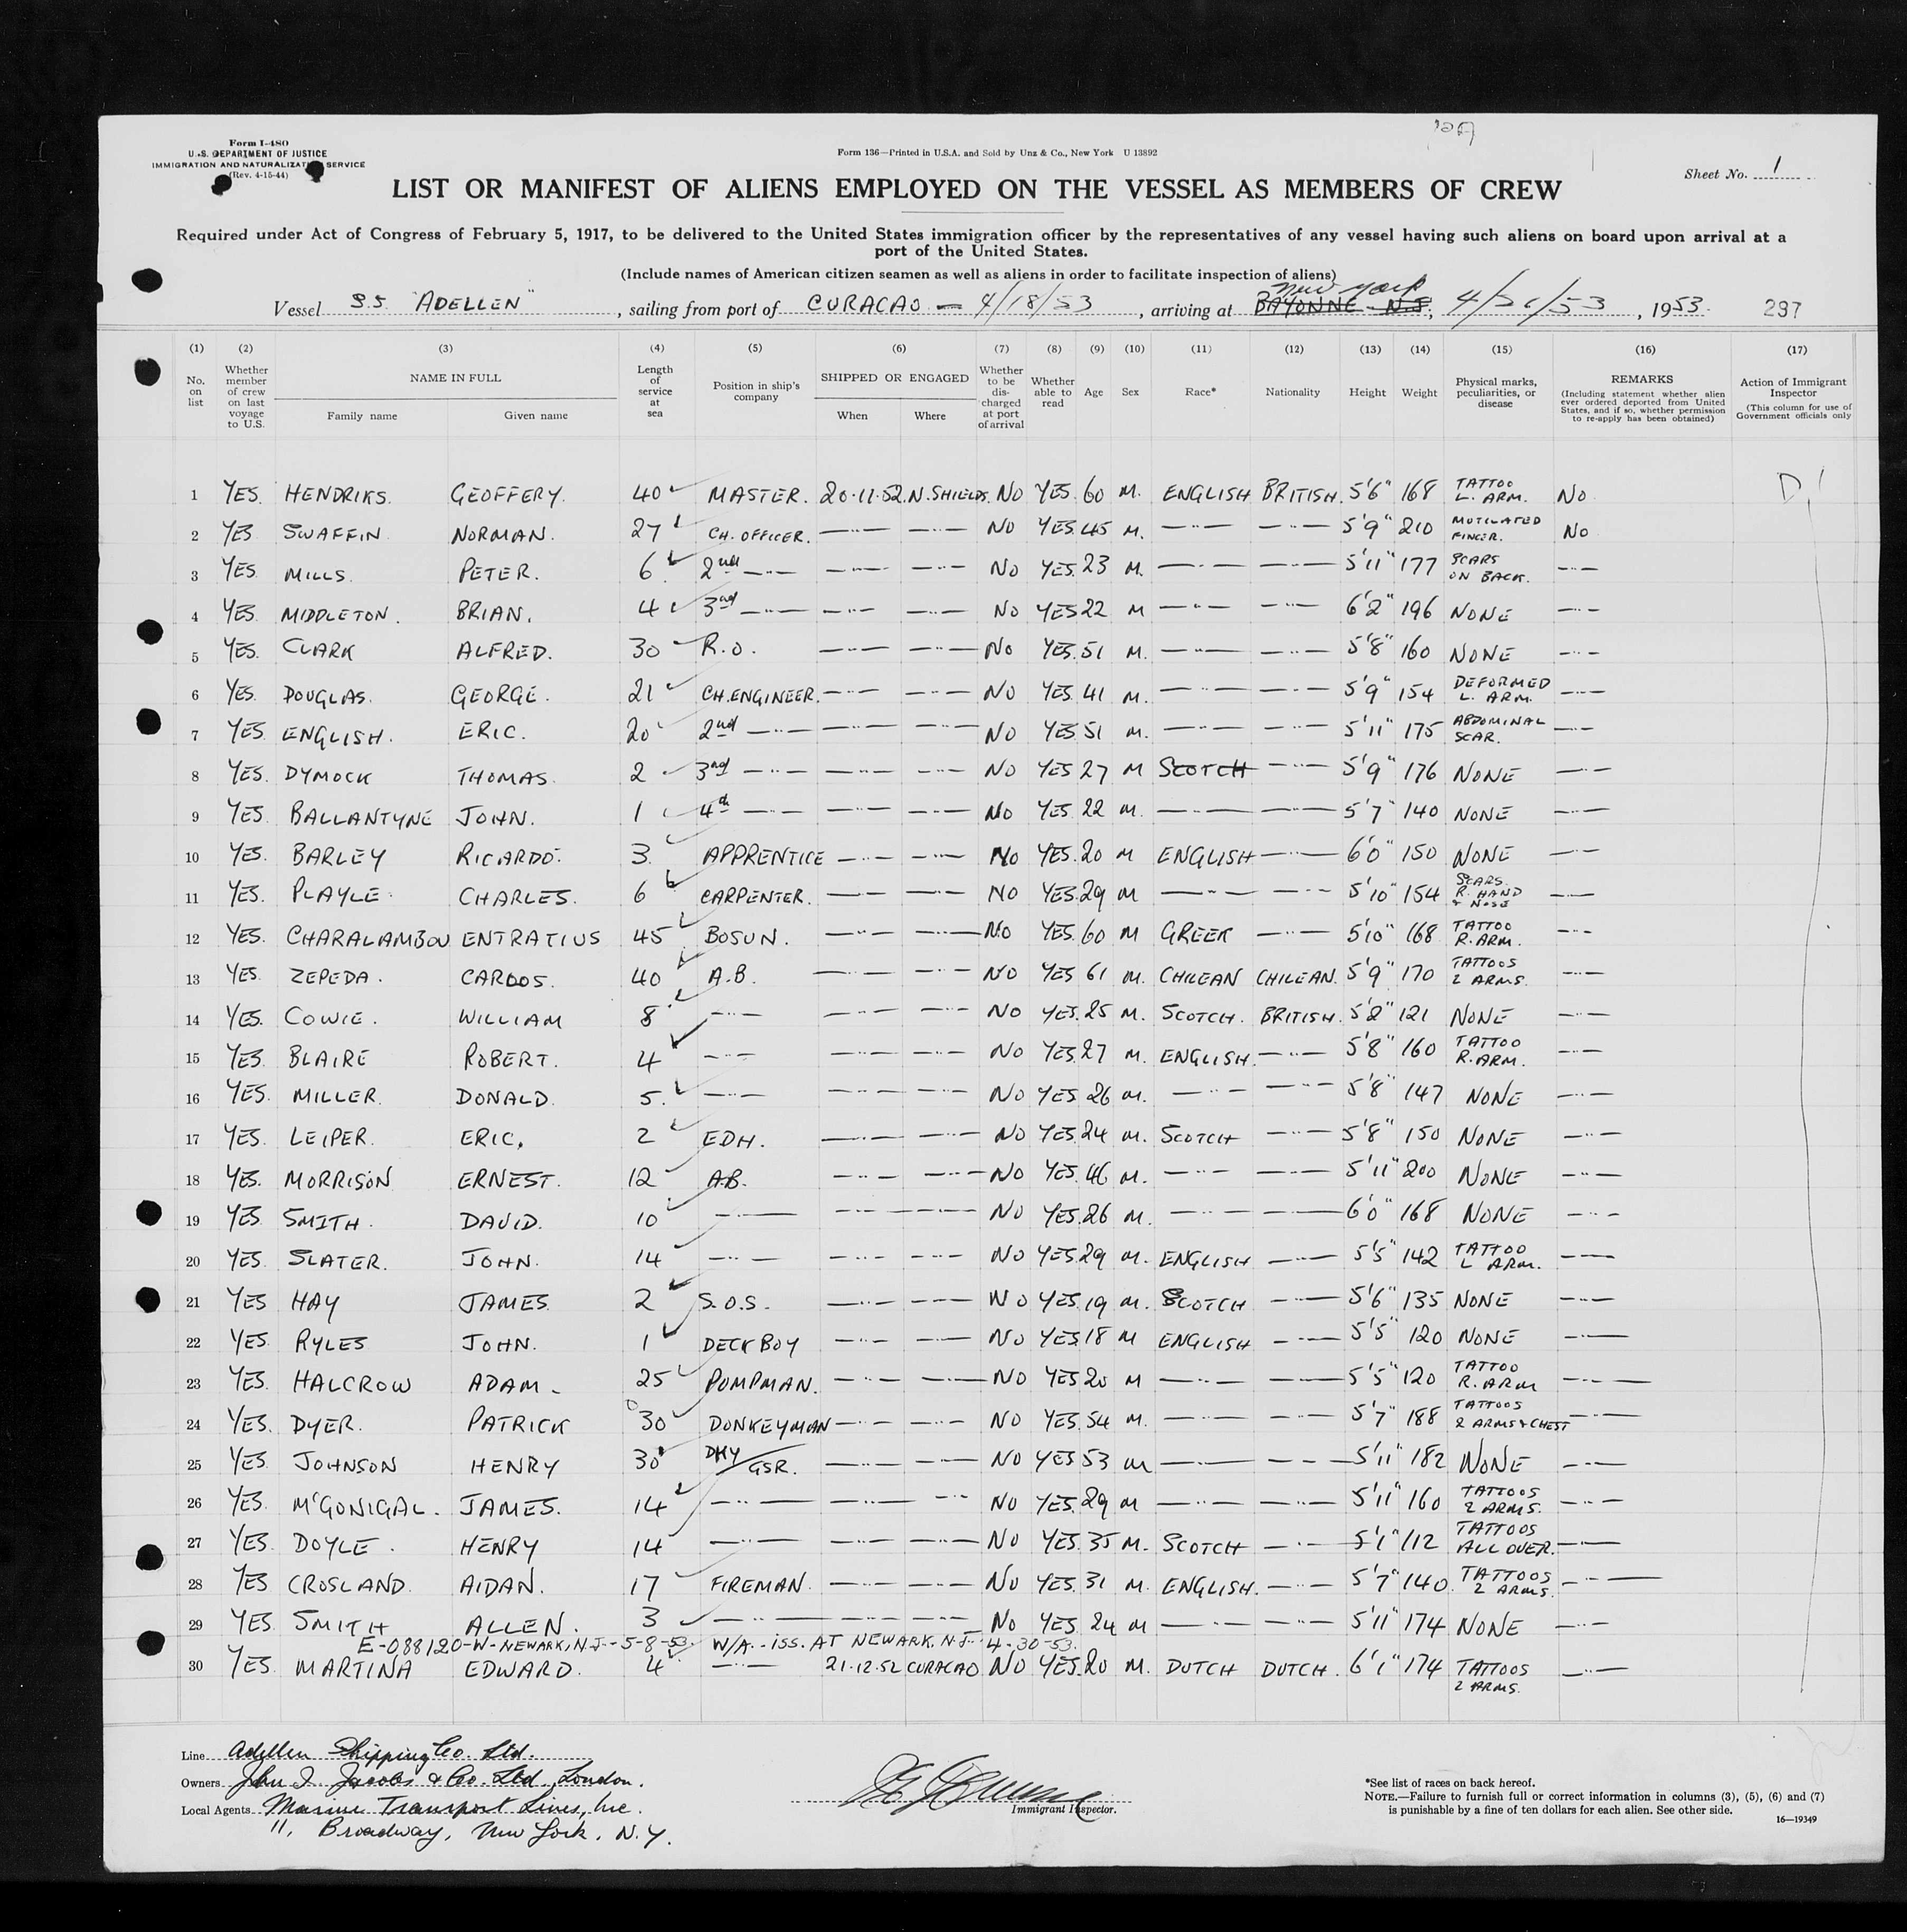 Form I-480
U. S. DEPARTMENT OF JUSTICE
IMMIGRATION AND NATURALIZATION SERVICE
(Rev. 4-15-44)
Form 136—Printed in U.S.A. and Sold by Unz & Co., New York U 13892
Sheet No. 1
LIST OR MANIFEST OF ALIENS EMPLOYED ON THE VESSEL AS MEMBERS OF CREW
Required under Act of Congress of February 5, 1917, to be delivered to the United States immigration officer by the representatives of any vessel having such aliens on board upon arrival at a
port of the United States.
(Include names of American citizen seamen as well as aliens in order to facilitate inspection of aliens)
New York
Vessel S.S. "ADELLEN", sailing from port of CURACAO — 4/18/53, arriving at BAYONNE - N.J., 4/26/53, 1953. 287
(1) (2) (3) (4) (5) (6) (7) (8) (9) (10) (11) (12) (13) (14) (15) (16) (17)
No. on list
Whether member of crew on last voyage to U.S.
NAME IN FULL
Family name Given name
Length of service at sea
Position in ship's company
SHIPPED OR ENGAGED
When Where
Whether to be discharged at port of arrival
Whether able to read
Age Sex Race* Nationality Height Weight
Physical marks, peculiarities, or disease
REMARKS
(Including statement whether alien ever ordered deported from United States, and if so, whether permission to re-apply has been obtained)
Action of Immigrant Inspector
(This column for use of Government officials only
1 YES. HENDRIKS. GEOFFERY. 40 MASTER. 20-11-52. N. SHIELDS. NO YES. 60 M. ENGLISH BRITISH. 5'6" 168 TATTOO L. ARM. No D
2 YES SWAFFIN NORMAN. 27 CH. OFFICER. —··— —··— NO YES. 45 M. —··— —··— 5'9" 210 MUTILATED FINGER. No
3 YES. MILLS. PETER. 6 2nd —··— —··— —··— NO YES. 23 M. —··— —··— 5'11" 177 SCARS ON BACK. —··—
4 YES. MIDDLETON. BRIAN. 4 3rd —··— —··— —··— NO YES 22 M —··— —··— 6'2" 196 NONE —··—
5 YES. CLARK ALFRED. 30 R.O. —··— —··— NO YES. 51 M. —··— —··— 5'8" 160 NONE —··—
6 YES. DOUGLAS. GEORGE. 21 CH. ENGINEER. —··— —··— NO YES. 41 M. —··— —··— 5'9" 154 DEFORMED L. ARM. —··—
7 YES. ENGLISH. ERIC. 20 2nd —··— —··— —··— NO YES 51 M. —··— —··— 5'11" 175 ABDOMINAL SCAR. —··—
8 YES. DYMOCK THOMAS. 2 3rd —··— —··— —··— NO YES 27 M SCOTCH —··— 5'9" 176 NONE —··—
9 YES. BALLANTYNE JOHN. 1 4th —··— —··— —··— NO YES. 22 M. —··— —··— 5'7" 140 NONE —··—
10 YES. BARLEY RICARDO. 3. APPRENTICE —··— —··— NO YES. 20 M ENGLISH —··— 6'0" 150 NONE —··—
11 YES. PLAYLE CHARLES. 6 CARPENTER. —··— —··— NO YES. 29 M —··— —··— 5'10" 154 SCARS. R. HAND & NOSE —··—
12 YES. CHARALAMBOU ENTRATIUS 45 BOSUN. —··— —··— NO YES. 60 M GREEK —··— 5'10" 168 TATTOO R. ARM. —··—
13 YES. ZEPEDA. CARDOS. 40 A.B. —··— —··— NO YES 61 M. CHILEAN CHILEAN. 5'9" 170 TATTOOS 2 ARMS. —··—
14 YES. COWIE. WILLIAM 8 —··— —··— —··— NO YES. 25 M. SCOTCH. BRITISH. 5'2" 121 NONE —··—
15 YES. BLAIRE ROBERT. 4 —··— —··— —··— NO YES. 27 M. ENGLISH. —··— 5'8" 160 TATTOO R. ARM. —··—
16 YES. MILLER. DONALD. 5. —··— —··— —··— NO YES. 26 M. —··— —··— 5'8" 147 NONE —··—
17 YES. LEIPER. ERIC. 2 EDH. —··— —··— NO YES. 24 M. SCOTCH —··— 5'8" 150 NONE —··—
18 YES. MORRISON ERNEST. 12 A.B. —··— —··— NO YES. 46 M. —··— —··— 5'11" 200 NONE —··—
19 YES SMITH. DAVID. 10 —··— —··— —··— NO YES. 26 M. —··— —··— 6'0" 168 NONE —··—
20 YES. SLATER. JOHN. 14 —··— —··— —··— NO YES 29 M. ENGLISH —··— 5'5" 142 TATTOO L ARM. —··—
21 YES HAY JAMES. 2 S.O.S. —··— —··— NO YES. 19 M. SCOTCH —··— 5'6" 135 NONE —··—
22 YES. RYLES JOHN. 1 DECK BOY —··— —··— NO YES. 18 M ENGLISH —··— 5'5" 120 NONE —··—
23 YES. HALCROW ADAM 25 PUMPMAN. —··— —··— NO YES 20 M —··— —··— 5'5" 120 TATTOO R. ARM —··—
24 YES. DYER. PATRICK 30 DONKEYMAN —··— —··— NO YES. 54 M. —··— —··— 5'7" 188 TATTOOS 2 ARMS & CHEST —··—
25 YES. JOHNSON HENRY 30 DKY/GSR. —··— —··— NO YES 53 M —··— —··— 5'11" 182 NONE —··—
26 YES. M'GONIGAL. JAMES. 14 —··— —··— —··— NO YES. 29 M —··— —··— 5'11" 160 TATTOOS 2 ARMS. —··—
27 YES. DOYLE. HENRY 14 —··— —··— —··— NO YES. 35 M. SCOTCH —··— 5'1" 112 TATTOOS ALL OVER. —··—
28 YES CROSLAND. AIDAN. 17 FIREMAN. —··— —··— NO YES. 31 M. ENGLISH. —··— 5'7" 140. TATTOOS 2 ARMS. —··—
29 YES. SMITH ALLEN. 3 —··— —··— —··— NO YES. 24 M —··— —··— 5'11" 174 NONE —··—
E-088120-W-NEWARK, N.J.-5-8-53. W/A.-ISS. AT NEWARK, N.J. 4-30-53.
30 YES. MARTINA EDWARD. 4 —··— 21-12-52 CURACAO NO YES. 20 M. DUTCH DUTCH. 6'1" 174 TATTOOS 2 ARMS. —··—
Line Adellen Shipping Co. Ltd.
Owners John I. Jacobs & Co. Ltd. London.
Local Agents Marine Transport Lines, Inc.
11, Broadway, New York, N.Y.
Immigrant Inspector.
*See list of races on back hereof.
NOTE.—Failure to furnish full or correct information in columns (3), (5), (6) and (7)
is punishable by a fine of ten dollars for each alien. See other side.
16—19349